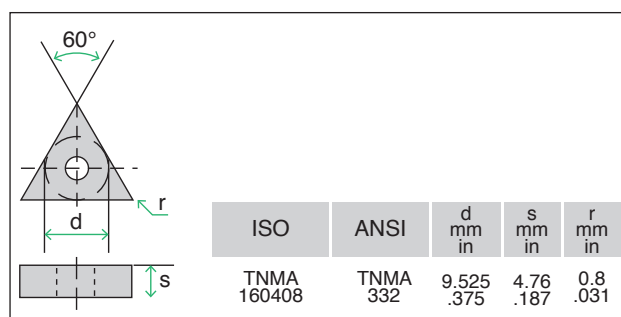 60°
r
d
s
ISO ANSI d mm in s mm in r mm in
TNMA 160408 TNMA 332 9.525 .375 4.76 .187 0.8 .031